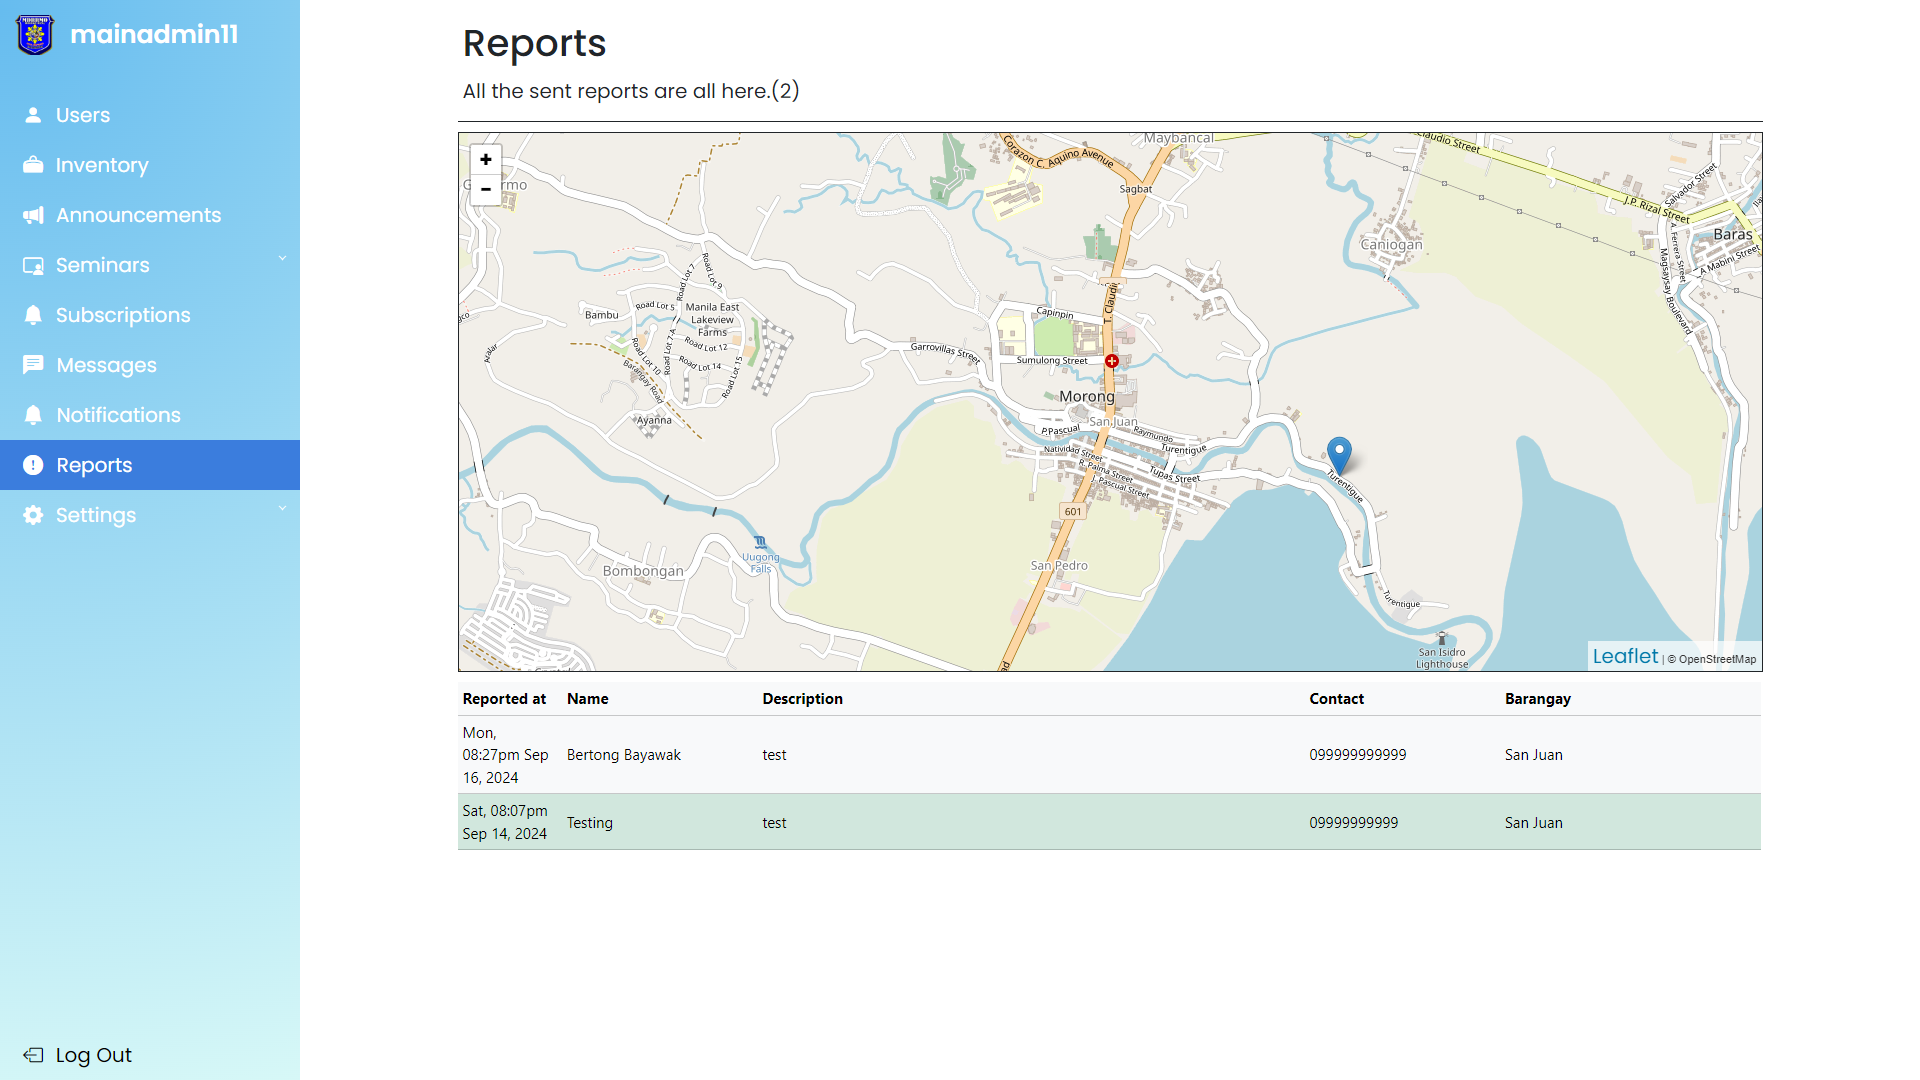 mainadmin11
Users
Inventory
Announcements
Seminars
Subscriptions
Messages
Notifications
Reports
Settings
Log Out
Reports
All the sent reports are all here.(2)
+
-
Maybancal
Corazon C. Aquino Avenue
Sagbat
Claudio Street
Salvador Street
J.P. Rizal Street
A. Ferrera Street
Baras
A Mabini Street
Magsaysay Boulevard
Caniogan
Road Lot 7
Road Lot 9
Road Lot 5
Bambu
Manila East
Lakeview
Farms
Road Lot 7-A
Road Lot 12
Road Lot 10
Road Lot 14
Road Lot 15
Barangay Road
Ayanna
Garrovillas Street
Capinpin
T. Claudi
Sumulong Street
Morong
San Juan
P.Pascual
Raymundo
Turentigue
Natividad Street
R. Palma Street
Tupas Street
J. Pascual Street
Turentigue
601
Uugong
Falls
Bombongan
San Pedro
Turentigue
San Isidro
Lighthouse
Leaflet | © OpenStreetMap
Reported at Name Description Contact Barangay
Mon,
08:27pm Sep
16, 2024
Bertong Bayawak test 099999999999 San Juan
Sat, 08:07pm
Sep 14, 2024
Testing test 09999999999 San Juan